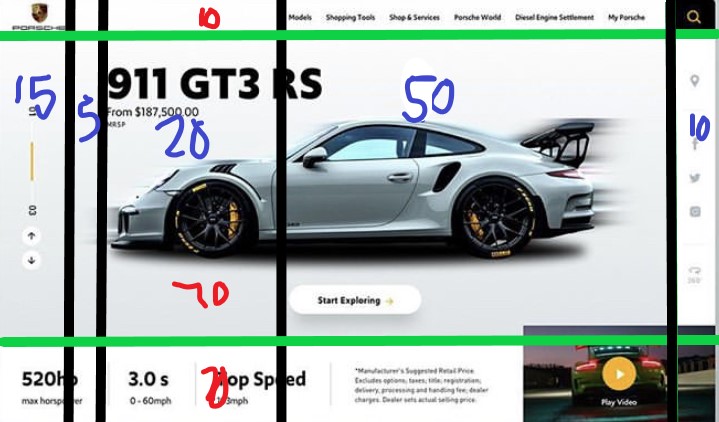 PORSCHE
10
Models Shopping Tools Shop & Services Porsche World Diesel Engine Settlement My Porsche
911 GT3 RS
15
5
50
From $187,500.00
MRSP
20
10
01
03
360°
70
Start Exploring →
520hp
3.0 s
Top Speed
max horsepower
0 - 60mph
*Manufacturer's Suggested Retail Price.
Excludes options; taxes; title; registration;
delivery, processing and handling fee; dealer
charges. Dealer sets actual selling price.
Play Video